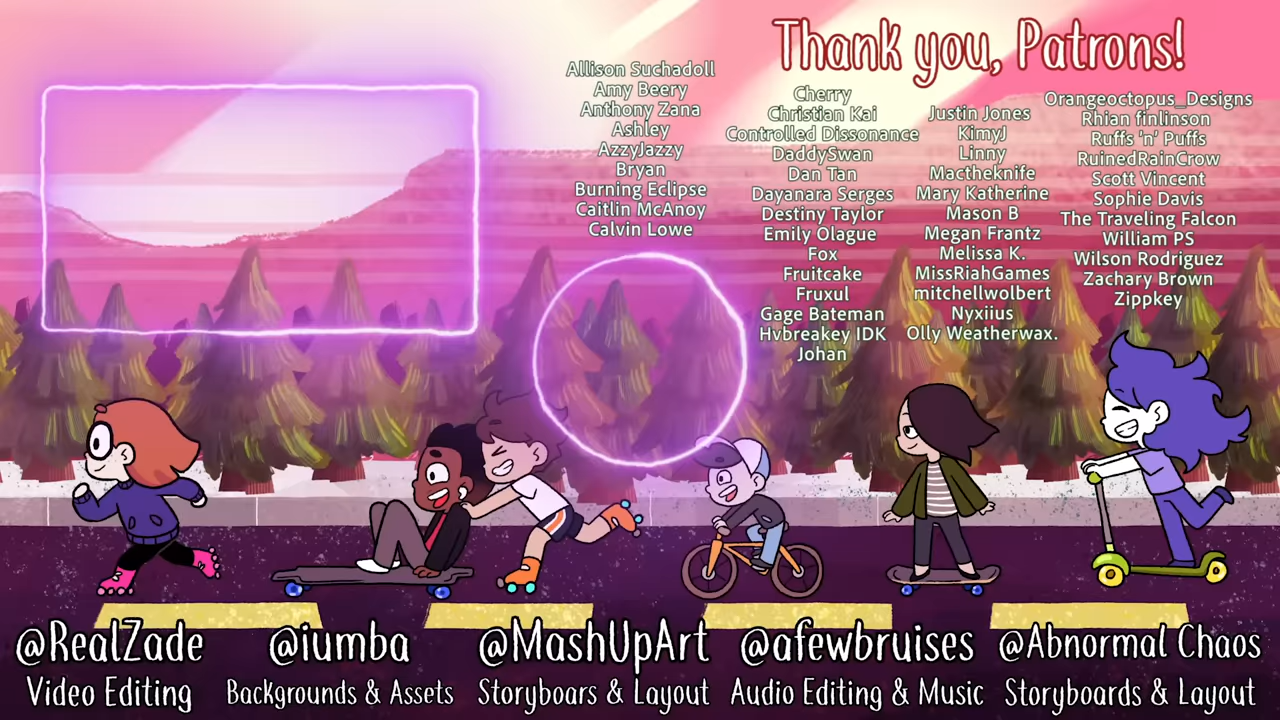 Thank you, Patrons!
Allison Suchadoll
Amy Beery
Anthony Zana
Ashley
AzzyJazzy
Bryan
Burning Eclipse
Caitlin McAnoy
Calvin Lowe
Cherry
Christian Kai
Controlled Dissonance
DaddySwan
Dan Tan
Dayanara Serges
Destiny Taylor
Emily Olague
Fox
Fruitcake
Fruxul
Gage Bateman
Hvbreakey IDK
Johan
Justin Jones
KimyJ
Linny
Mactheknife
Mary Katherine
Mason B
Megan Frantz
Melissa K.
MissRiahGames
mitchellwolbert
Nyxiius
Olly Weatherwax.
Orangeoctopus_Designs
Rhian finlinson
Ruffs 'n' Puffs
RuinedRainCrow
Scott Vincent
Sophie Davis
The Traveling Falcon
William PS
Wilson Rodriguez
Zachary Brown
Zippkey
@RealZade
Video Editing
@iumba
Backgrounds & Assets
@MashUpArt
Storyboars & Layout
@afewbruises
Audio Editing & Music
@Abnormal Chaos
Storyboards & Layout